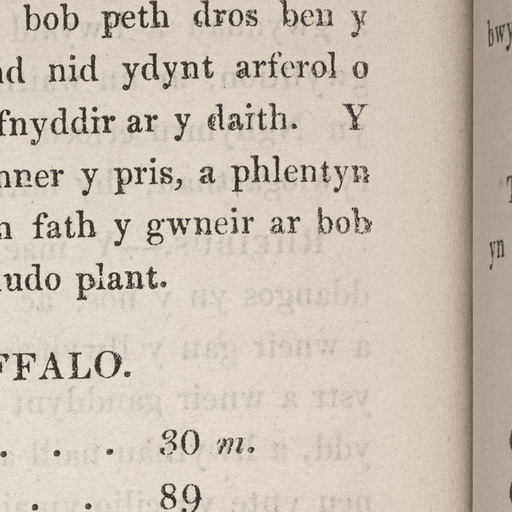 bob peth dros ben y
nid ydynt arferol o
fnyddir ar y daith. Y
nner y pris, a phlentyn
fath y gwneir ar bob
udo plant.
FFALO.
. . . 30 m.
. . 89
bwy
yn